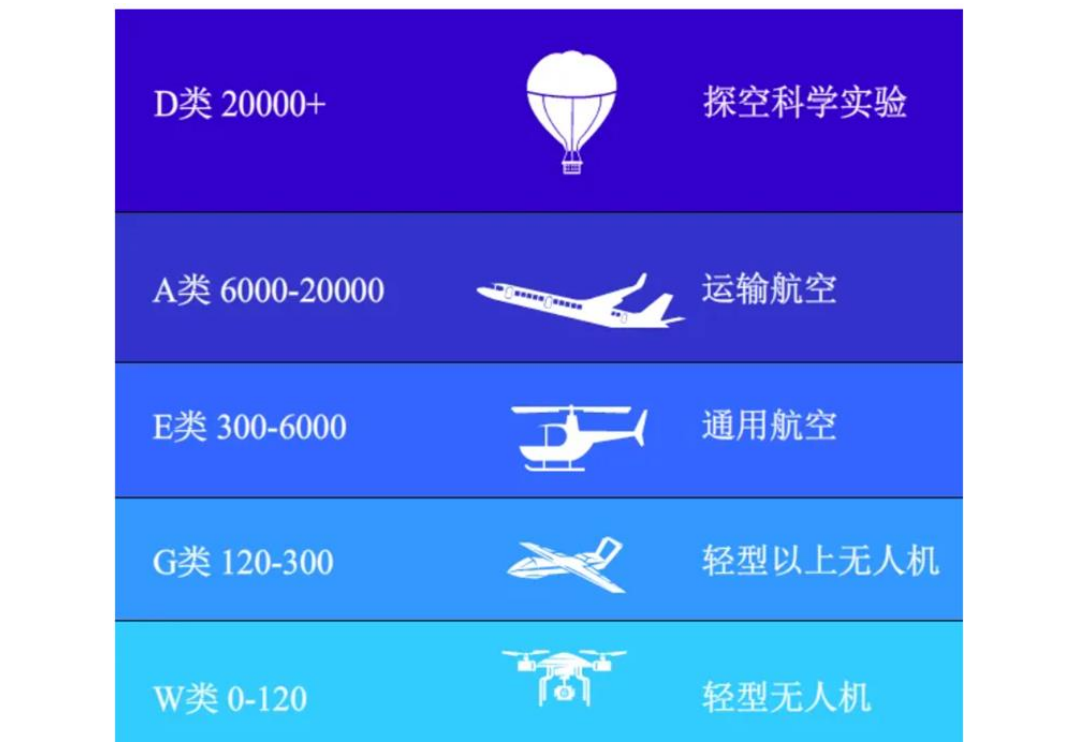 D类 20000+ 探空科学实验
A类 6000-20000 运输航空
E类 300-6000 通用航空
G类 120-300 轻型以上无人机
W类 0-120 轻型无人机